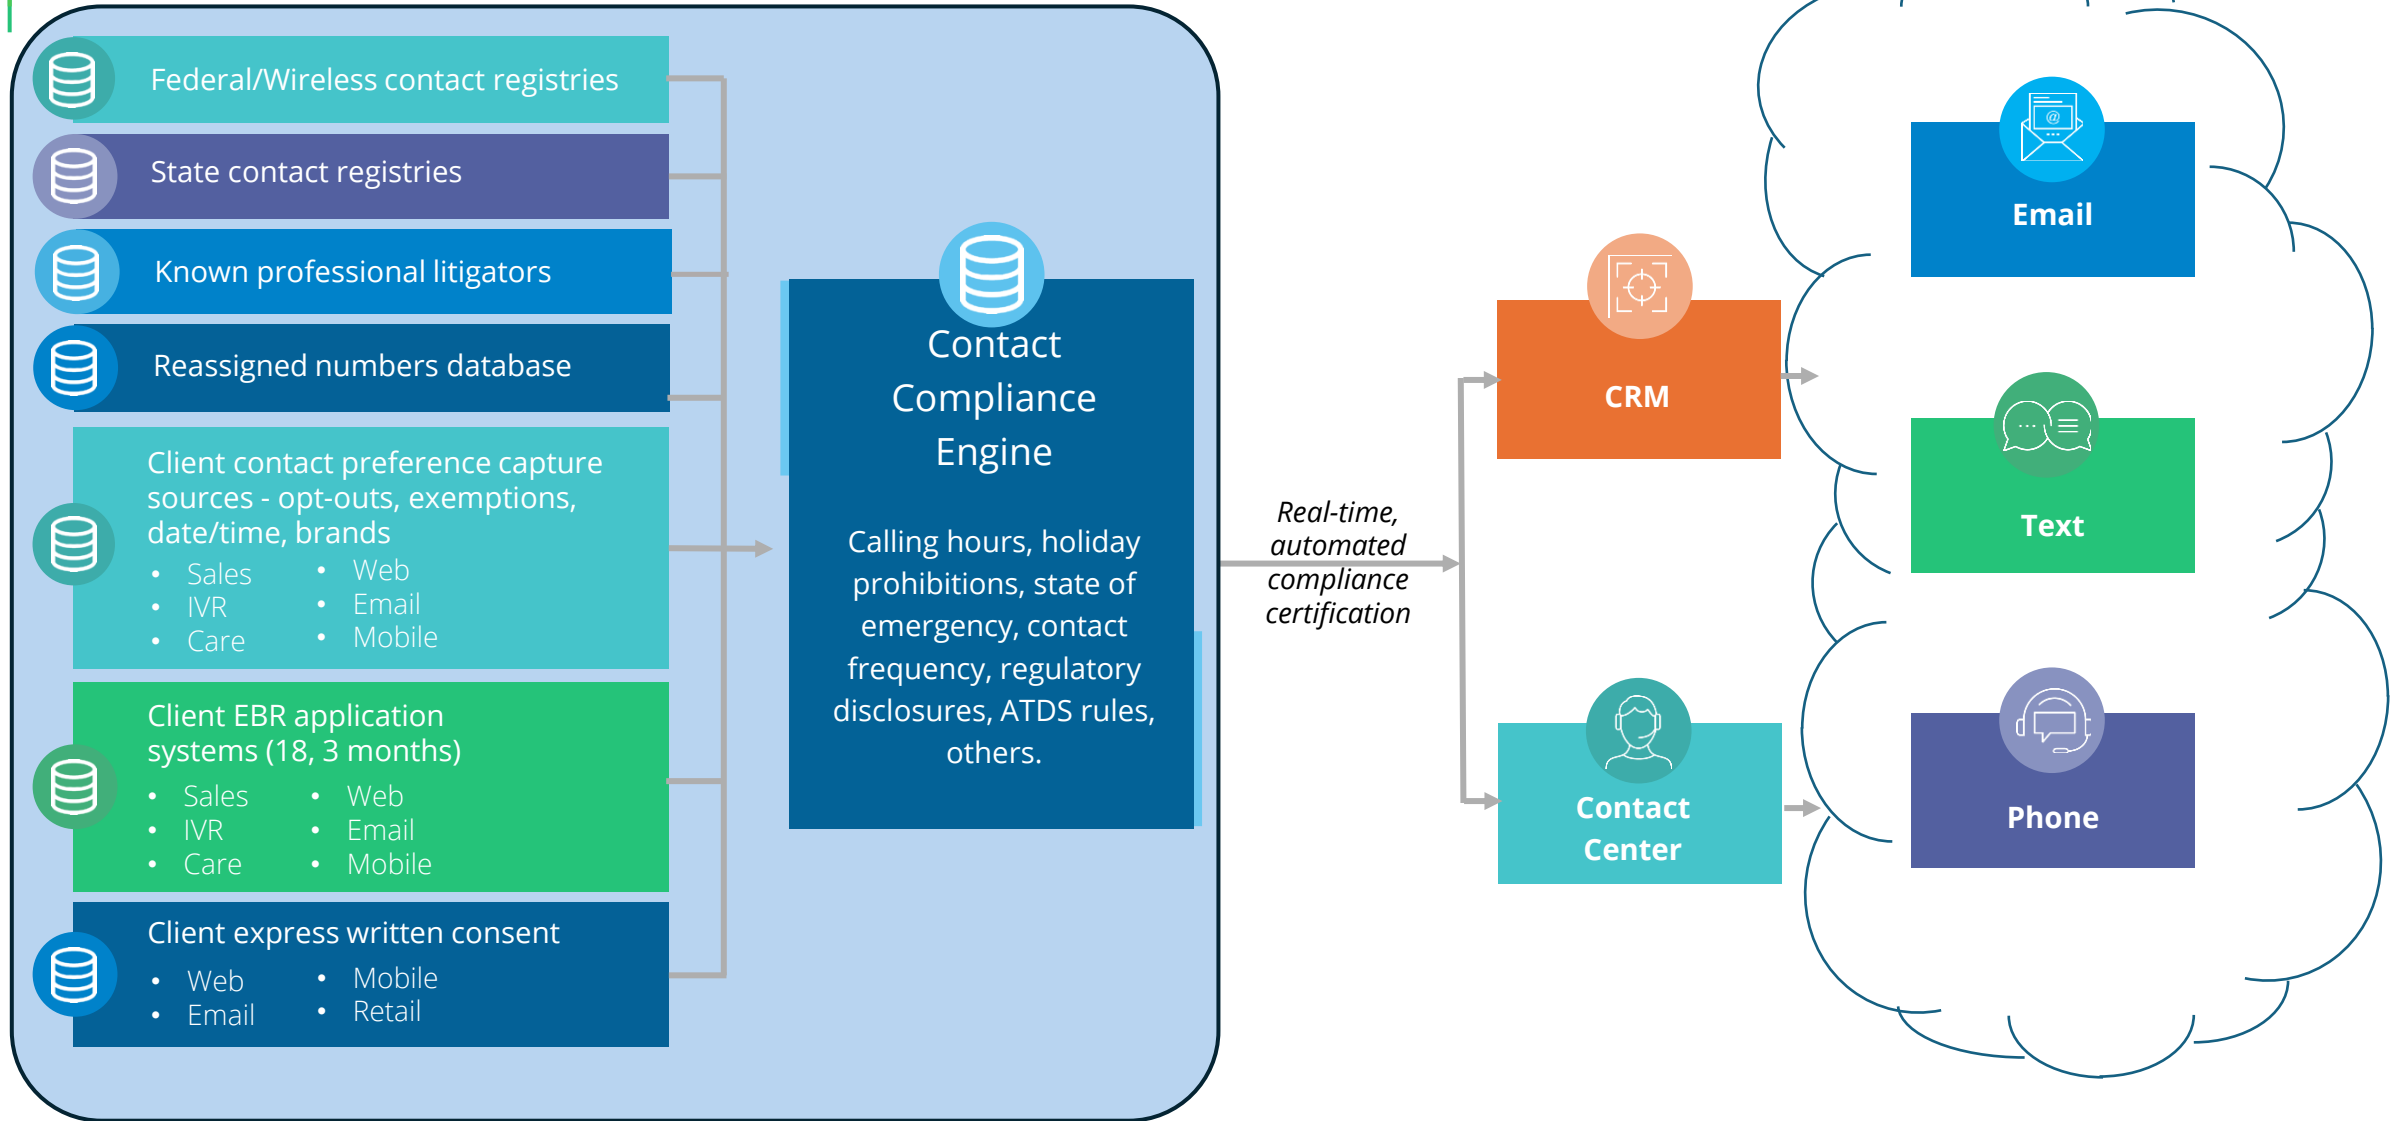 Federal/Wireless contact registries
State contact registries
Known professional litigators
Reassigned numbers database
Client contact preference capture
sources - opt-outs, exemptions,
date/time, brands
• Sales
• IVR
• Care
• Web
• Email
• Mobile
Client EBR application
systems (18, 3 months)
• Sales
• IVR
• Care
• Web
• Email
• Mobile
Client express written consent
• Web
• Email
• Mobile
• Retail
Contact
Compliance
Engine
Calling hours, holiday
prohibitions, state of
emergency, contact
frequency, regulatory
disclosures, ATDS rules,
others.
Real-time,
automated
compliance
certification
CRM
Contact
Center
@
Email
Text
Phone